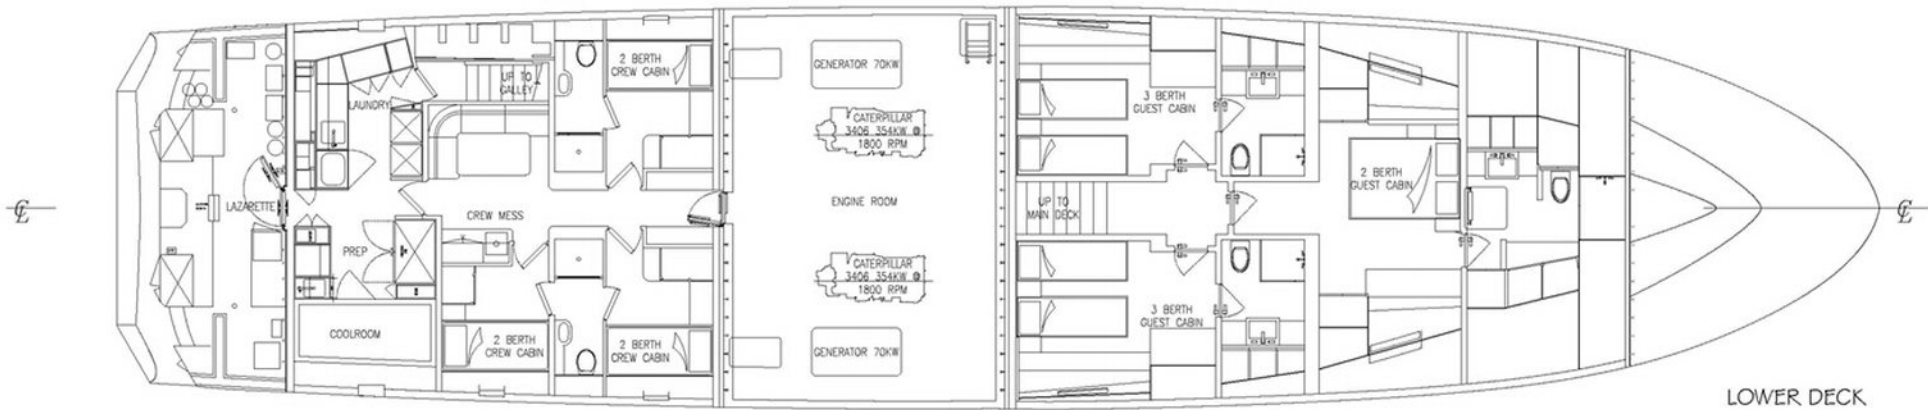 2 BERTH
CREW CABIN
GENERATOR 70KW
UP TO
GALLEY
LAUNDRY
3 BERTH
GUEST CABIN
CATERPILLAR
3406 354KW @
1800 RPM
2 BERTH
GUEST CABIN
LAZARETTE
CREW MESS
ENGINE ROOM
UP TO
MAIN DECK
℄
℄
PREP
CATERPILLAR
3406 354KW @
1800 RPM
3 BERTH
GUEST CABIN
COOLROOM
2 BERTH
CREW CABIN
2 BERTH
CREW CABIN
GENERATOR 70KW
LOWER DECK